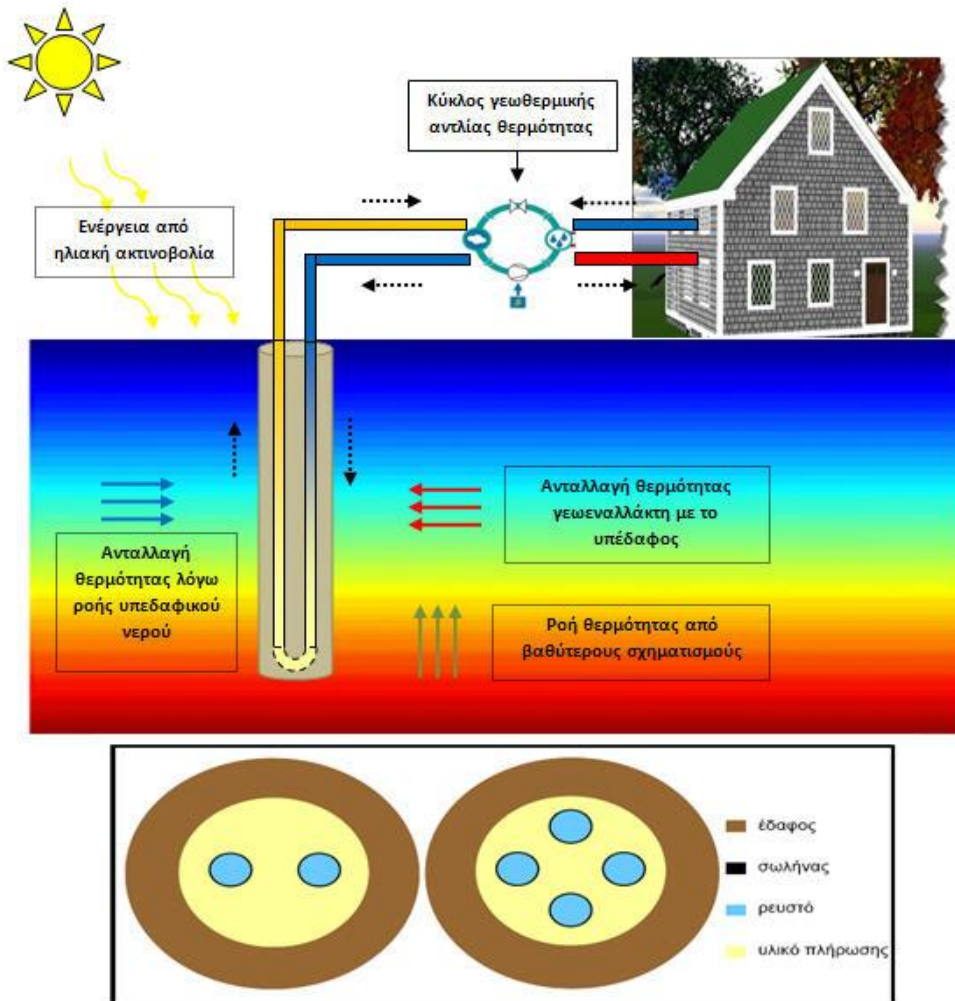 Κύκλος γεωθερμικής
αντλίας θερμότητας
Ενέργεια από
ηλιακή ακτινοβολία
Ανταλλαγή θερμότητας
γεωεναλλάκτη με το
υπέδαφος
Ανταλλαγή
θερμότητας λόγω
ροής υπεδαφικού
νερού
Ροή θερμότητας από
βαθύτερους σχηματισμούς
έδαφος
σωλήνας
ρευστό
υλικό πλήρωσης